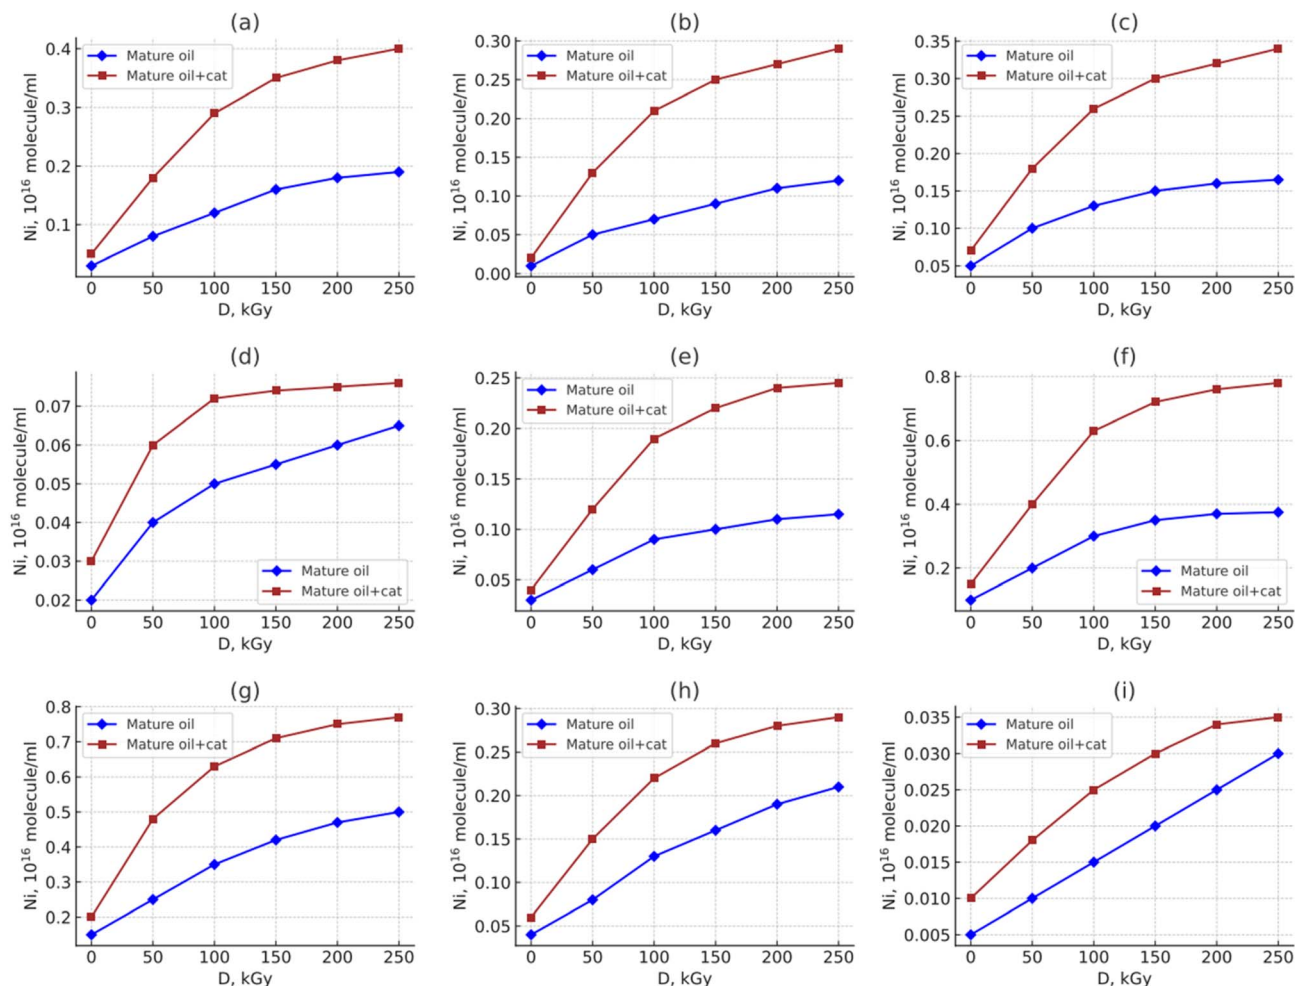 (a)
Mature oil
Mature oil+cat
0.4
0.3
0.2
0.1
Ni, 10¹⁶ molecule/ml
0 50 100 150 200 250
D, kGy
(b)
Mature oil
Mature oil+cat
0.30
0.25
0.20
0.15
0.10
0.05
0.00
Ni, 10¹⁶ molecule/ml
0 50 100 150 200 250
D, kGy
(c)
Mature oil
Mature oil+cat
0.35
0.30
0.25
0.20
0.15
0.10
0.05
Ni, 10¹⁶ molecule/ml
0 50 100 150 200 250
D, kGy
(d)
0.07
0.06
0.05
0.04
0.03
0.02
Ni, 10¹⁶ molecule/ml
Mature oil
Mature oil+cat
0 50 100 150 200 250
D, kGy
(e)
Mature oil
Mature oil+cat
0.25
0.20
0.15
0.10
0.05
Ni, 10¹⁶ molecule/ml
0 50 100 150 200 250
D, kGy
(f)
0.8
0.6
0.4
0.2
Ni, 10¹⁶ molecule/ml
Mature oil
Mature oil+cat
0 50 100 150 200 250
D, kGy
(g)
Mature oil
Mature oil+cat
0.8
0.7
0.6
0.5
0.4
0.3
0.2
Ni, 10¹⁶ molecule/ml
0 50 100 150 200 250
D, kGy
(h)
Mature oil
Mature oil+cat
0.30
0.25
0.20
0.15
0.10
0.05
Ni, 10¹⁶ molecule/ml
0 50 100 150 200 250
D, kGy
(i)
Mature oil
Mature oil+cat
0.035
0.030
0.025
0.020
0.015
0.010
0.005
Ni, 10¹⁶ molecule/ml
0 50 100 150 200 250
D, kGy